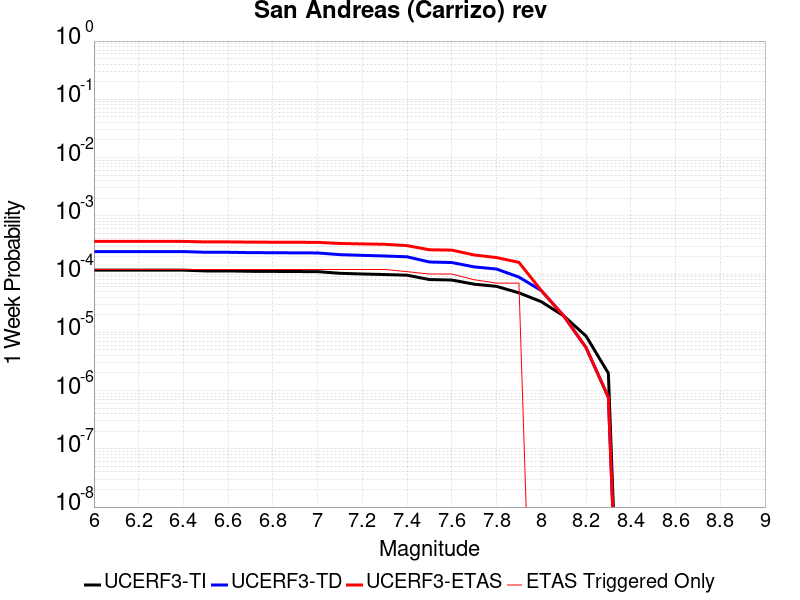 San Andreas (Carrizo) rev
10^0
10^-1
10^-2
10^-3
10^-4
10^-5
10^-6
10^-7
10^-8
1 Week Probability
6 6.2 6.4 6.6 6.8 7 7.2 7.4 7.6 7.8 8 8.2 8.4 8.6 8.8 9
Magnitude
UCERF3-TI UCERF3-TD UCERF3-ETAS ETAS Triggered Only